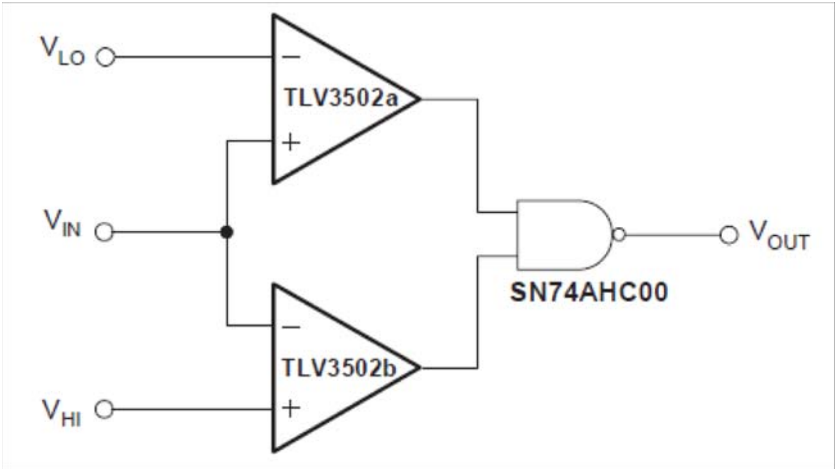 V_LO
−
TLV3502a
+
V_IN
V_OUT
SN74AHC00
−
TLV3502b
+
V_HI